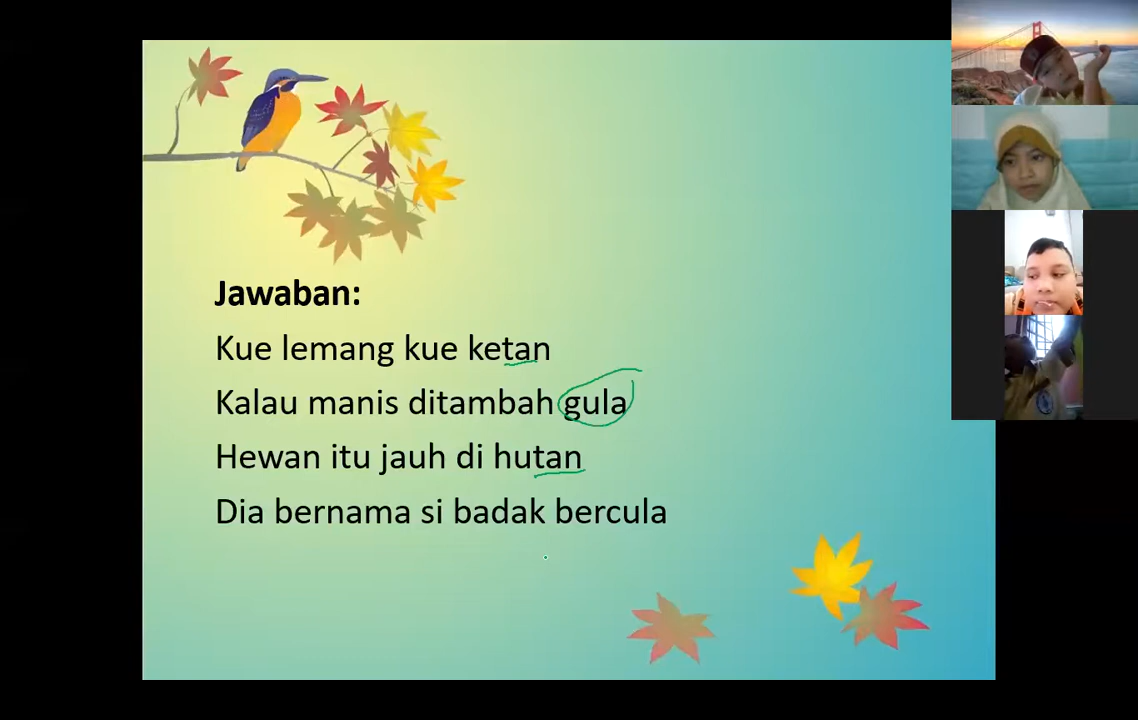 Jawaban:
Kue lemang kue ketan
Kalau manis ditambah gula
Hewan itu jauh di hutan
Dia bernama si badak bercula